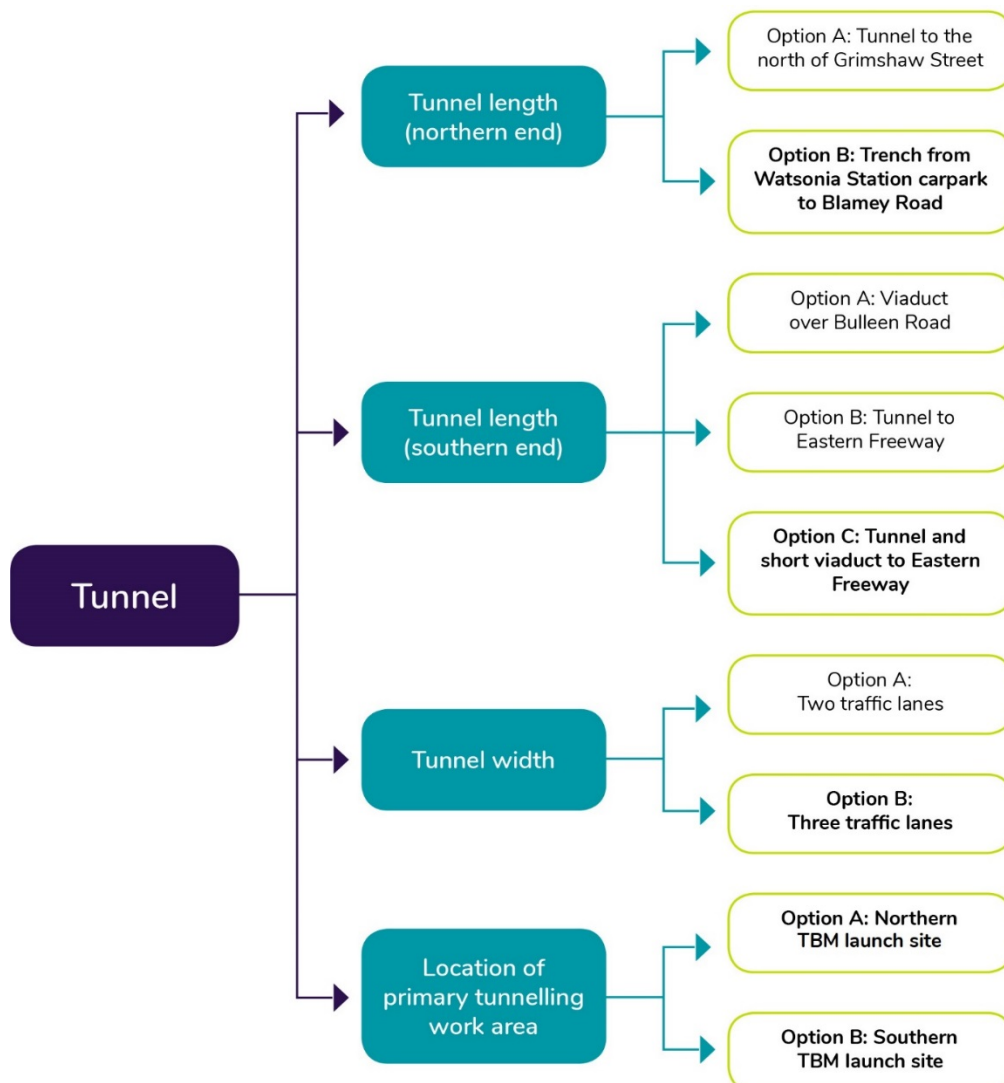 Tunnel
Tunnel length
(northern end)
Option A: Tunnel to the
north of Grimshaw Street
Option B: Trench from
Watsonia Station carpark
to Blamey Road
Tunnel length
(southern end)
Option A: Viaduct
over Bulleen Road
Option B: Tunnel to
Eastern Freeway
Option C: Tunnel and
short viaduct to Eastern
Freeway
Tunnel width
Option A:
Two traffic lanes
Option B:
Three traffic lanes
Location of
primary tunnelling
work area
Option A: Northern
TBM launch site
Option B: Southern
TBM launch site